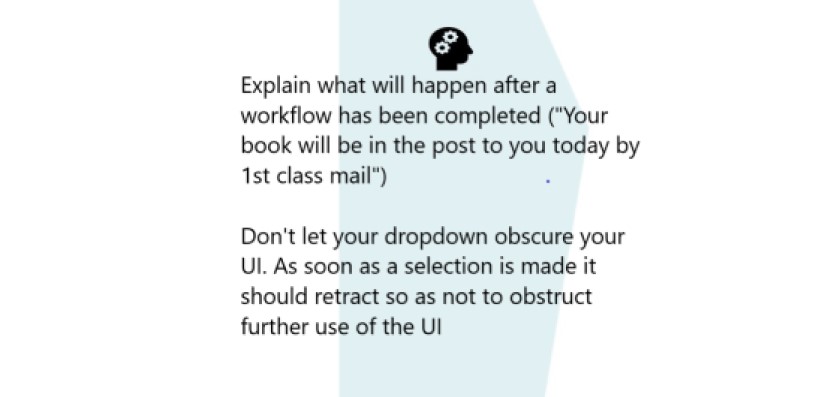 Explain what will happen after a
workflow has been completed ("Your
book will be in the post to you today by
1st class mail")
Don't let your dropdown obscure your
UI. As soon as a selection is made it
should retract so as not to obstruct
further use of the UI